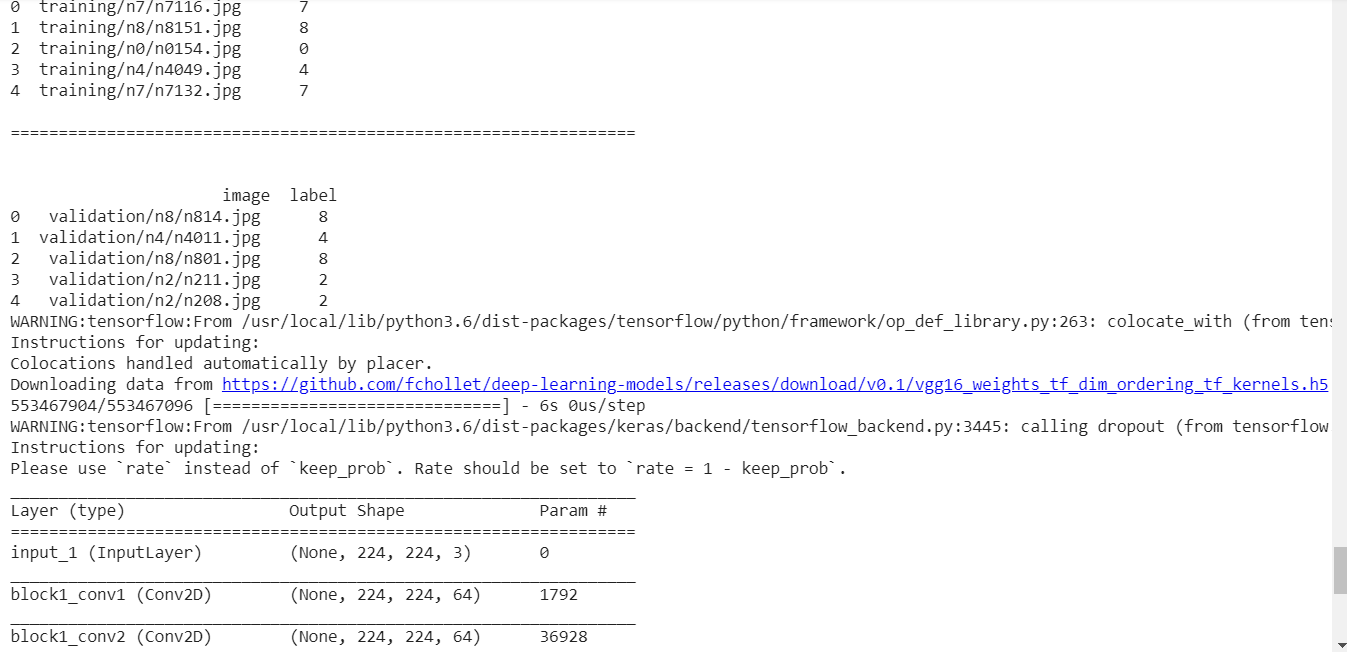 0  training/n7/n7116.jpg      7
1  training/n8/n8151.jpg      8
2  training/n0/n0154.jpg      0
3  training/n4/n4049.jpg      4
4  training/n7/n7132.jpg      7
=================================================================
image  label
0   validation/n8/n814.jpg      8
1  validation/n4/n4011.jpg      4
2   validation/n8/n801.jpg      8
3   validation/n2/n211.jpg      2
4   validation/n2/n208.jpg      2
WARNING:tensorflow:From /usr/local/lib/python3.6/dist-packages/tensorflow/python/framework/op_def_library.py:263: colocate_with (from
Instructions for updating:
Colocations handled automatically by placer.
Downloading data from https://github.com/fchollet/deep-learning-models/releases/download/v0.1/vgg16_weights_tf_dim_ordering_tf_kernels.h5
553467904/553467096 [==============================] - 6s 0us/step
WARNING:tensorflow:From /usr/local/lib/python3.6/dist-packages/keras/backend/tensorflow_backend.py:3445: calling dropout (from tensorflow
Instructions for updating:
Please use `rate` instead of `keep_prob`. Rate should be set to `rate = 1 - keep_prob`.
_________________________________________________________________
Layer (type)                 Output Shape              Param #
=================================================================
input_1 (InputLayer)         (None, 224, 224, 3)       0
_________________________________________________________________
block1_conv1 (Conv2D)        (None, 224, 224, 64)      1792
_________________________________________________________________
block1_conv2 (Conv2D)        (None, 224, 224, 64)      36928